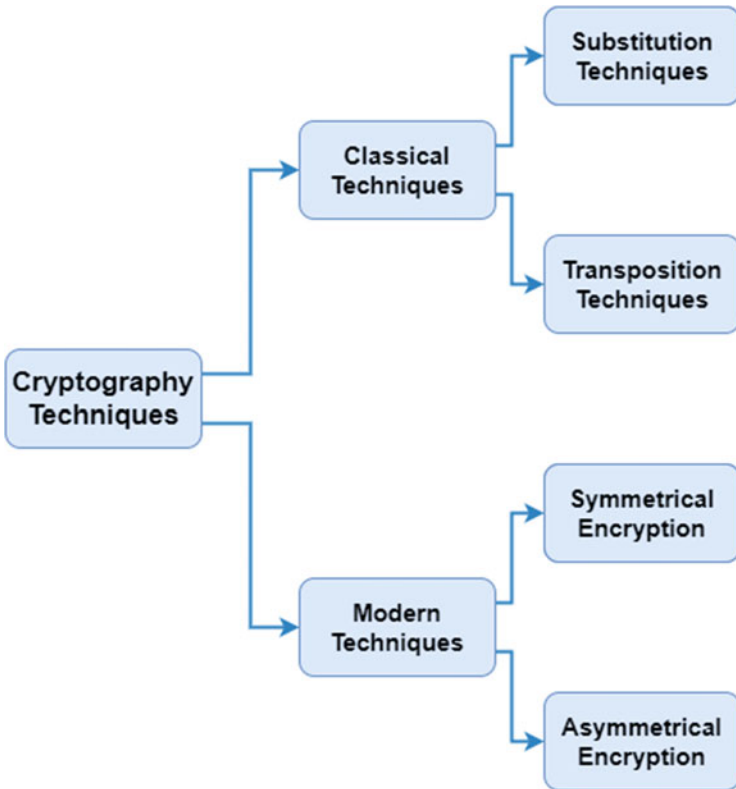 Substitution
Techniques
Classical
Techniques
Transposition
Techniques
Cryptography
Techniques
Symmetrical
Encryption
Modern
Techniques
Asymmetrical
Encryption